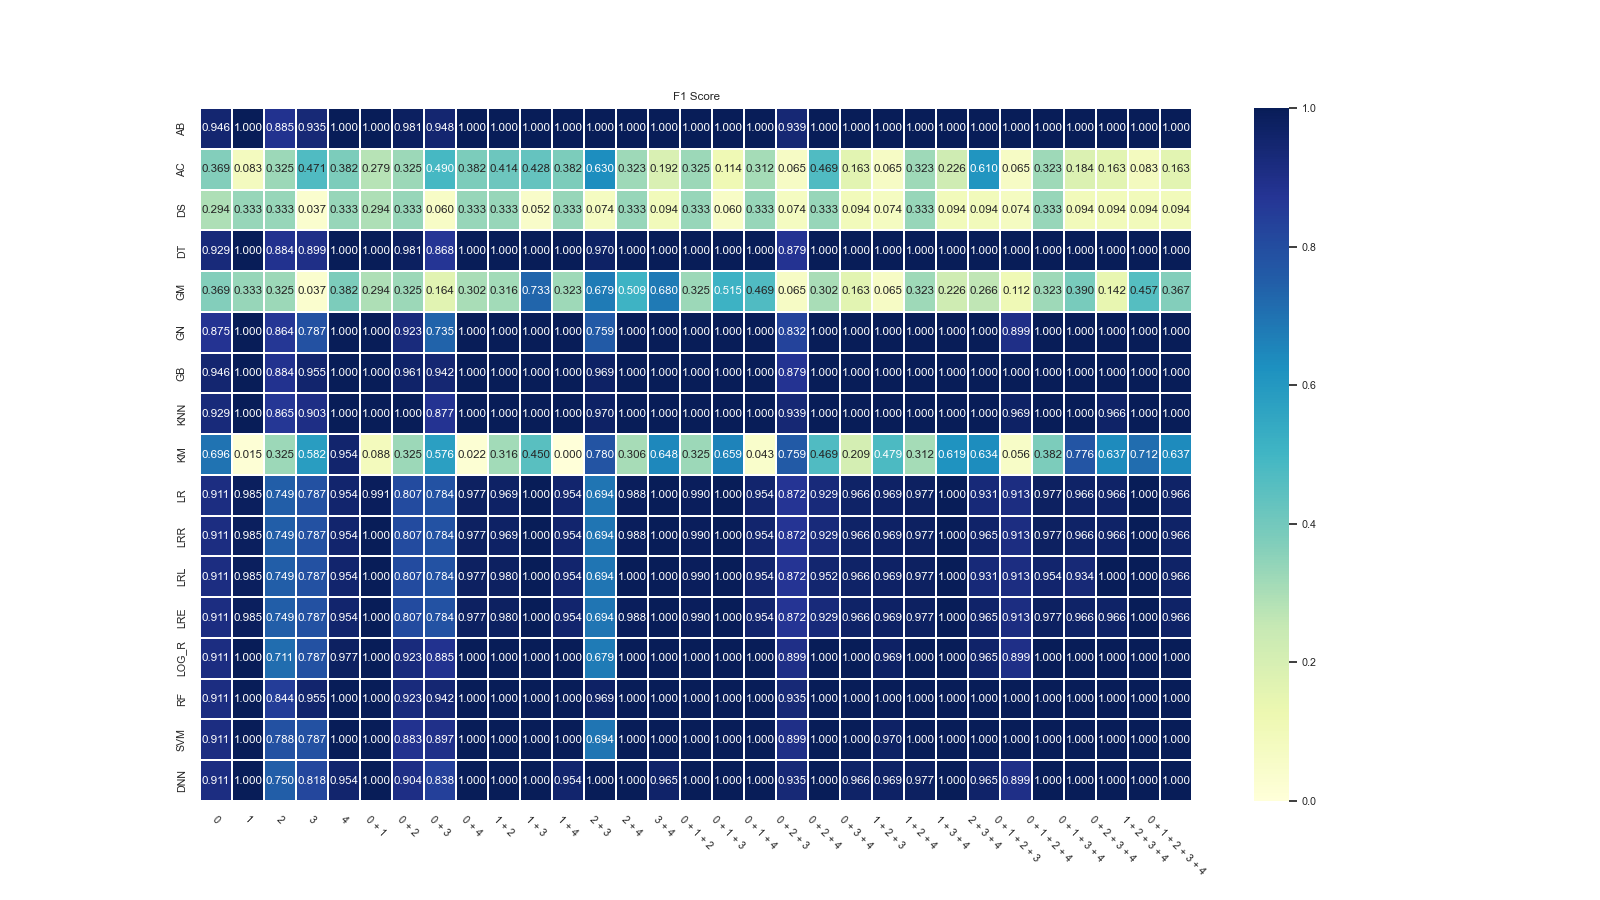 F1 Score
AB 0.946 1.000 0.885 0.935 1.000 1.000 0.981 0.948 1.000 1.000 1.000 1.000 1.000 1.000 1.000 1.000 1.000 1.000 0.939 1.000 1.000 1.000 1.000 1.000 1.000 1.000 1.000 1.000 1.000 1.000 1.000
AC 0.369 0.083 0.325 0.471 0.382 0.279 0.325 0.490 0.382 0.414 0.428 0.382 0.630 0.323 0.192 0.325 0.114 0.312 0.065 0.469 0.163 0.065 0.323 0.226 0.610 0.065 0.323 0.184 0.163 0.083 0.163
DS 0.294 0.333 0.333 0.037 0.333 0.294 0.333 0.060 0.333 0.333 0.052 0.333 0.074 0.333 0.094 0.333 0.060 0.333 0.074 0.333 0.094 0.074 0.333 0.094 0.094 0.074 0.333 0.094 0.094 0.094 0.094
DT 0.929 1.000 0.884 0.899 1.000 1.000 0.981 0.868 1.000 1.000 1.000 1.000 0.970 1.000 1.000 1.000 1.000 1.000 0.879 1.000 1.000 1.000 1.000 1.000 1.000 1.000 1.000 1.000 1.000 1.000 1.000
GM 0.369 0.333 0.325 0.037 0.382 0.294 0.325 0.164 0.302 0.316 0.733 0.323 0.679 0.509 0.680 0.325 0.515 0.469 0.065 0.302 0.163 0.065 0.323 0.226 0.266 0.112 0.323 0.390 0.142 0.457 0.367
GN 0.875 1.000 0.864 0.787 1.000 1.000 0.923 0.735 1.000 1.000 1.000 1.000 0.759 1.000 1.000 1.000 1.000 1.000 0.832 1.000 1.000 1.000 1.000 1.000 1.000 0.899 1.000 1.000 1.000 1.000 1.000
GB 0.946 1.000 0.884 0.955 1.000 1.000 0.961 0.942 1.000 1.000 1.000 1.000 0.969 1.000 1.000 1.000 1.000 1.000 0.879 1.000 1.000 1.000 1.000 1.000 1.000 1.000 1.000 1.000 1.000 1.000 1.000
KNN 0.929 1.000 0.865 0.903 1.000 1.000 1.000 0.877 1.000 1.000 1.000 1.000 0.970 1.000 1.000 1.000 1.000 1.000 0.939 1.000 1.000 1.000 1.000 1.000 1.000 0.969 1.000 1.000 0.966 1.000 1.000
KM 0.696 0.015 0.325 0.582 0.954 0.088 0.325 0.576 0.022 0.316 0.450 0.000 0.780 0.306 0.648 0.325 0.659 0.043 0.759 0.469 0.209 0.479 0.312 0.619 0.634 0.056 0.382 0.776 0.637 0.712 0.637
LR 0.911 0.985 0.749 0.787 0.954 0.991 0.807 0.784 0.977 0.969 1.000 0.954 0.694 0.988 1.000 0.990 1.000 0.954 0.872 0.929 0.966 0.969 0.977 1.000 0.931 0.913 0.977 0.966 0.966 1.000 0.966
LRR 0.911 0.985 0.749 0.787 0.954 1.000 0.807 0.784 0.977 0.969 1.000 0.954 0.694 0.988 1.000 0.990 1.000 0.954 0.872 0.929 0.966 0.969 0.977 1.000 0.965 0.913 0.977 0.966 0.966 1.000 0.966
LRL 0.911 0.985 0.749 0.787 0.954 1.000 0.807 0.784 0.977 0.980 1.000 0.954 0.694 1.000 1.000 0.990 1.000 0.954 0.872 0.952 0.966 0.969 0.977 1.000 0.931 0.913 0.954 0.934 1.000 1.000 0.966
LRE 0.911 0.985 0.749 0.787 0.954 1.000 0.807 0.784 0.977 0.980 1.000 0.954 0.694 0.988 1.000 0.990 1.000 0.954 0.872 0.929 0.966 0.969 0.977 1.000 0.965 0.913 0.977 0.966 0.966 1.000 0.966
LOG_R 0.911 1.000 0.711 0.787 0.977 1.000 0.923 0.885 1.000 1.000 1.000 1.000 0.679 1.000 1.000 1.000 1.000 1.000 0.899 1.000 1.000 0.969 1.000 1.000 0.965 0.899 1.000 1.000 1.000 1.000 1.000
RF 0.911 1.000 0.844 0.955 1.000 1.000 0.923 0.942 1.000 1.000 1.000 1.000 0.969 1.000 1.000 1.000 1.000 1.000 0.935 1.000 1.000 1.000 1.000 1.000 1.000 1.000 1.000 1.000 1.000 1.000 1.000
SVM 0.911 1.000 0.788 0.787 1.000 1.000 0.883 0.897 1.000 1.000 1.000 1.000 0.694 1.000 1.000 1.000 1.000 1.000 0.899 1.000 1.000 0.970 1.000 1.000 1.000 1.000 1.000 1.000 1.000 1.000 1.000
DNN 0.911 1.000 0.750 0.818 0.954 1.000 0.904 0.838 1.000 1.000 1.000 0.954 1.000 1.000 0.965 1.000 1.000 1.000 0.935 1.000 0.966 0.969 0.977 1.000 0.965 0.899 1.000 1.000 1.000 1.000 1.000
0
1
2
3
4
0 + 1
0 + 2
0 + 3
0 + 4
1 + 2
1 + 3
1 + 4
2 + 3
2 + 4
3 + 4
0 + 1 + 2
0 + 1 + 3
0 + 1 + 4
0 + 2 + 3
0 + 2 + 4
0 + 3 + 4
1 + 2 + 3
1 + 2 + 4
1 + 3 + 4
2 + 3 + 4
0 + 1 + 2 + 3
0 + 1 + 2 + 4
0 + 1 + 3 + 4
0 + 2 + 3 + 4
1 + 2 + 3 + 4
0 + 1 + 2 + 3 + 4
1.0
0.8
0.6
0.4
0.2
0.0